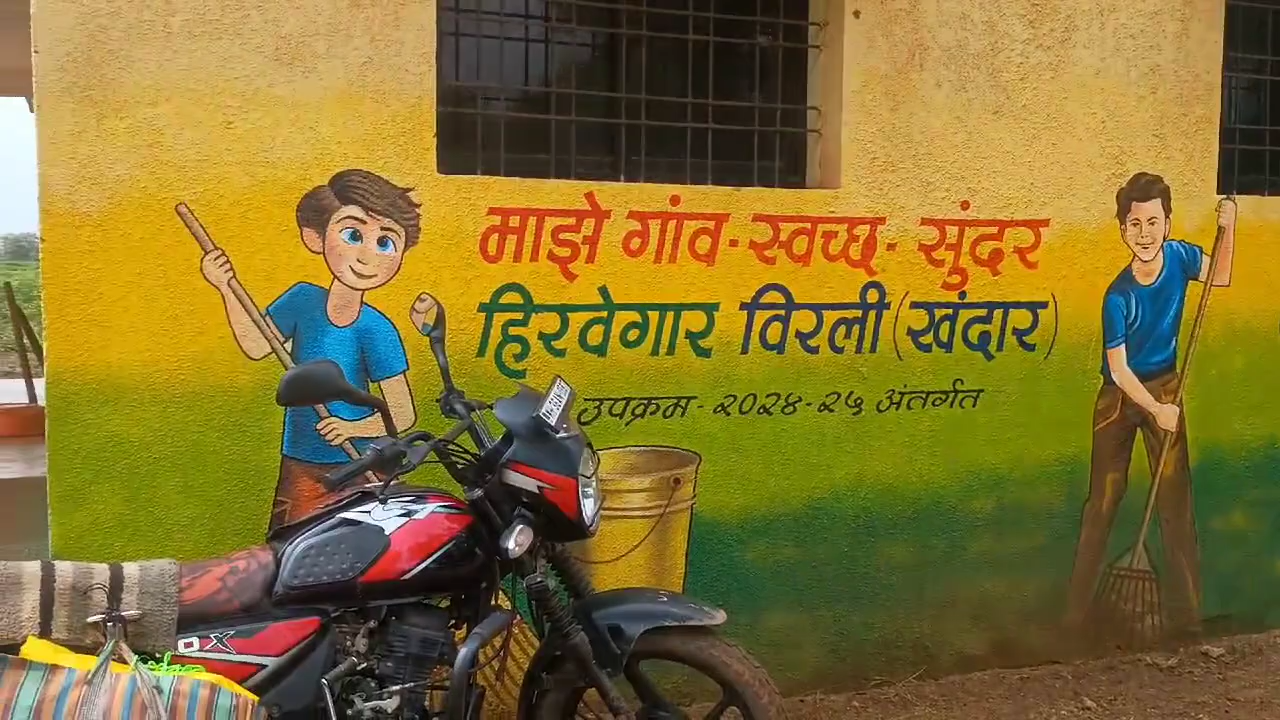 माझे गांव-स्वच्छ-सुंदर
हिरवेगार विरली (खंदार)
उपक्रम-२०२४-२५ अंतर्गत